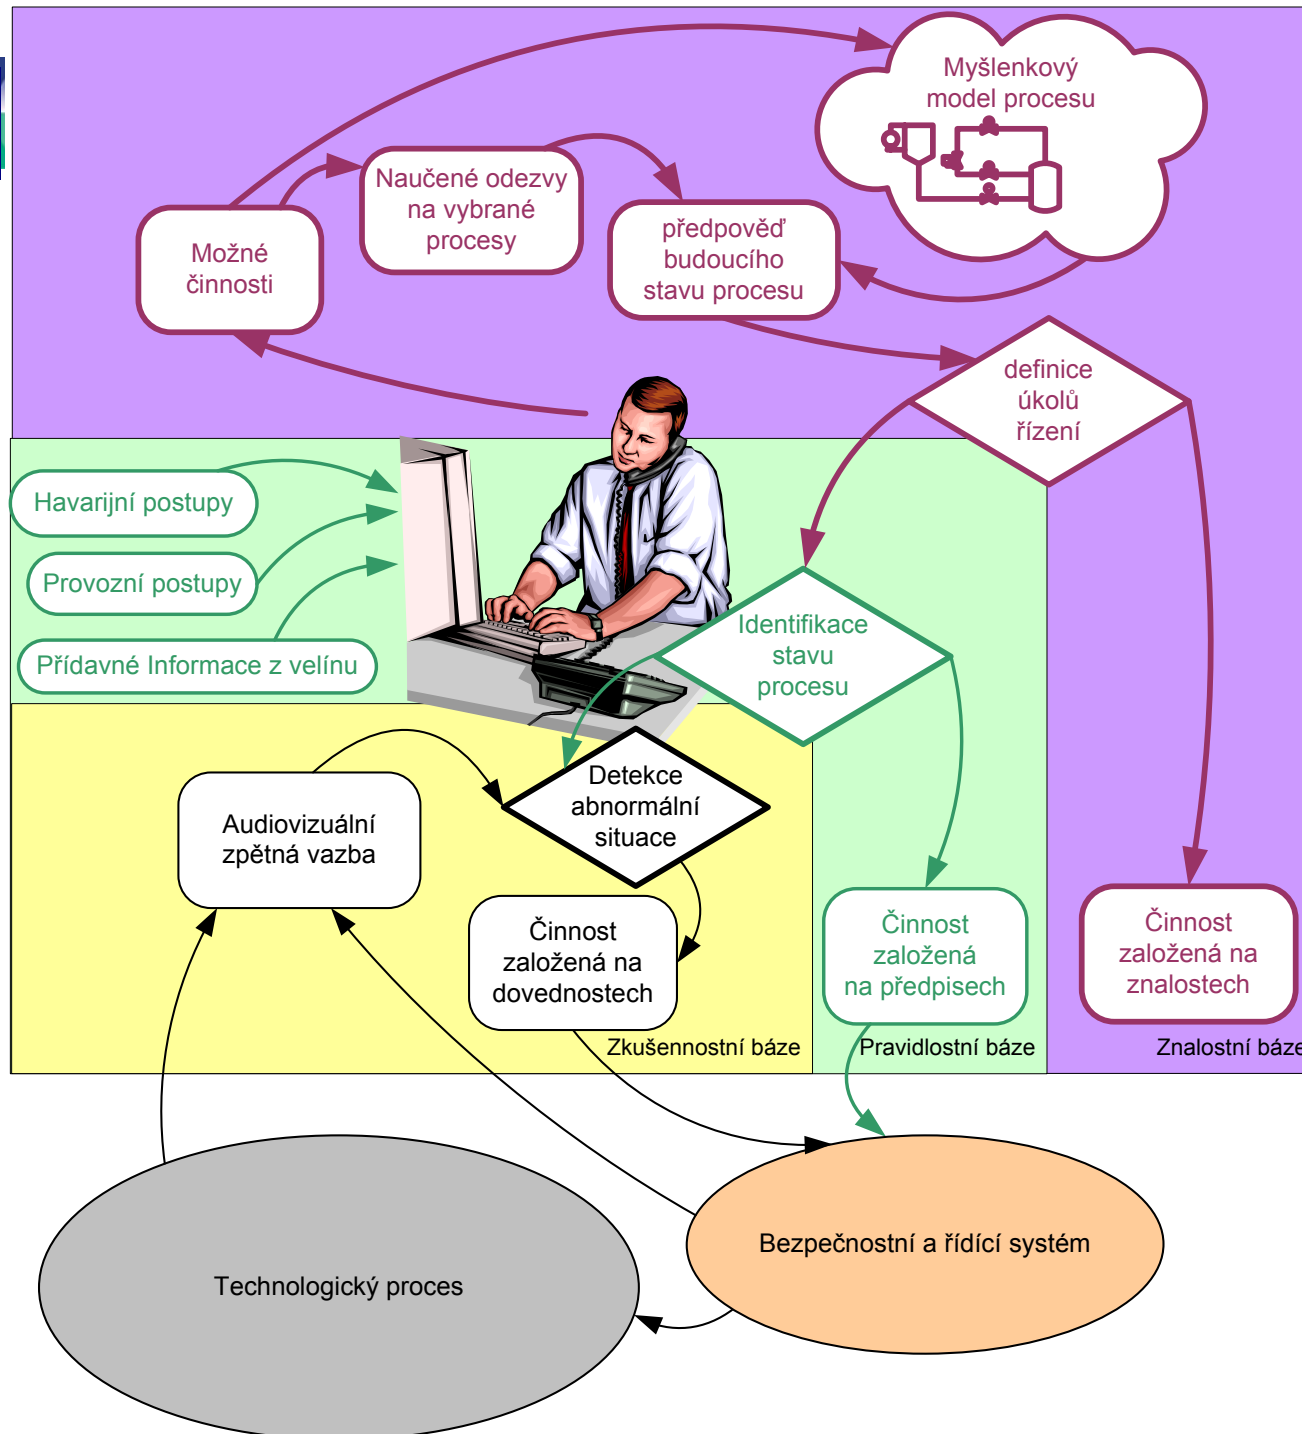 Myšlenkový
model procesu
Naučené odezvy
na vybrané
procesy
Možné
činnosti
předpověď
budoucího
stavu procesu
definice
úkolů
řízení
Havarijní postupy
Provozní postupy
Přídavné Informace z velínu
Identifikace
stavu
procesu
Detekce
abnormální
situace
Audiovizuální
zpětná vazba
Činnost
založená na
dovednostech
Činnost
založená
na předpisech
Činnost
založená na
znalostech
Zkušennostní báze
Pravidlostní báze
Znalostní báze
Bezpečnostní a řídící systém
Technologický proces